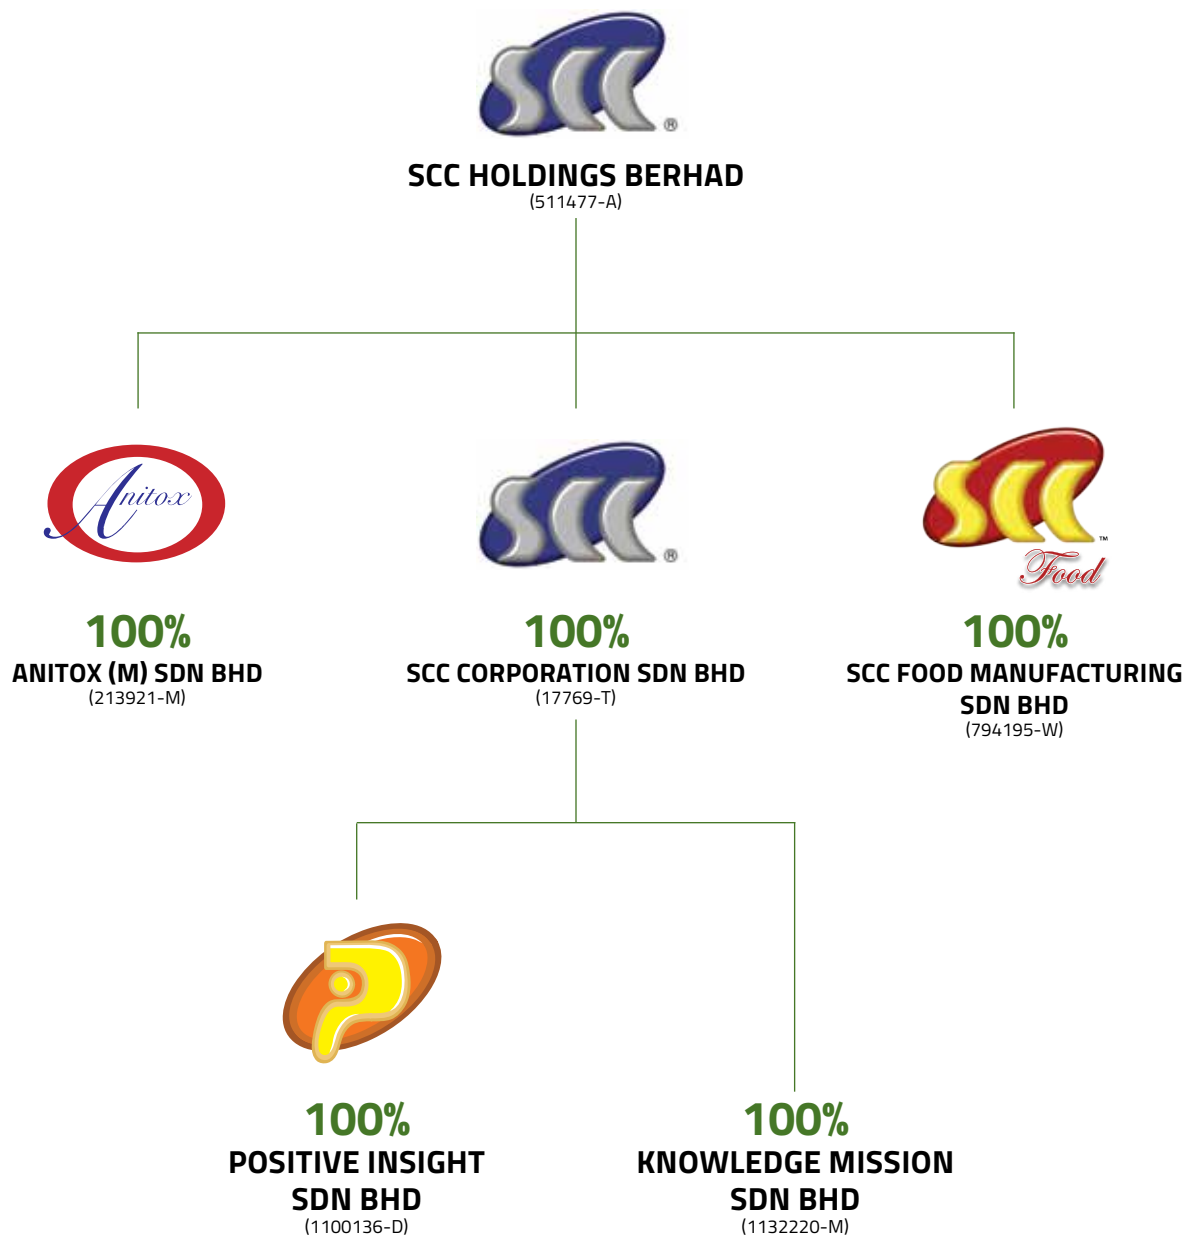 SCC ®
SCC HOLDINGS BERHAD
(511477-A)
Anitox
SCC ®
SCC ™
Food
100%
ANITOX (M) SDN BHD
(213921-M)
100%
SCC CORPORATION SDN BHD
(17769-T)
100%
SCC FOOD MANUFACTURING
SDN BHD
(794195-W)
100%
POSITIVE INSIGHT
SDN BHD
(1100136-D)
100%
KNOWLEDGE MISSION
SDN BHD
(1132220-M)